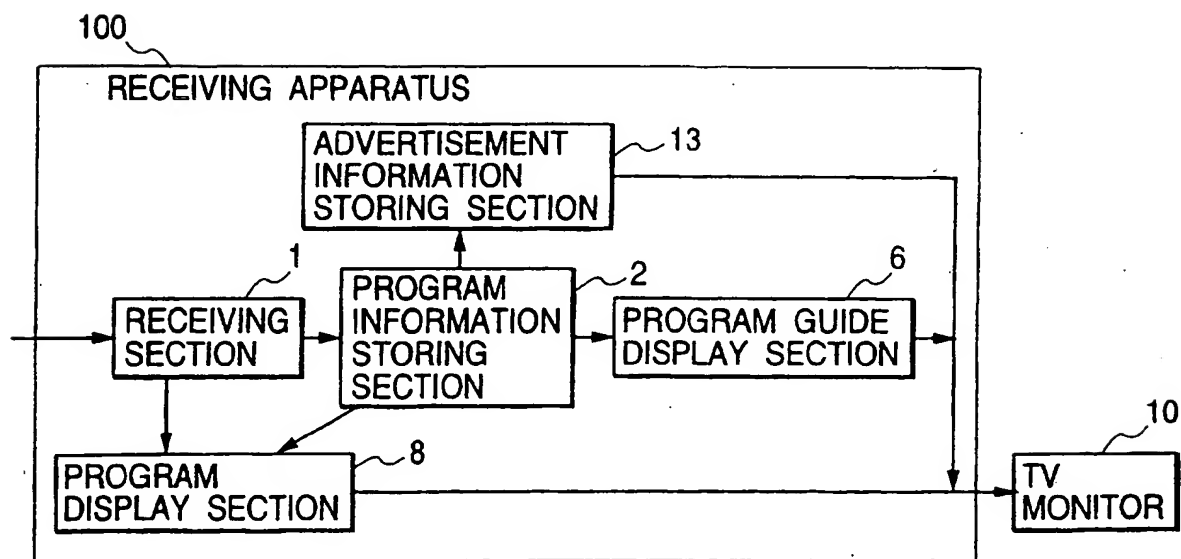 100
RECEIVING APPARATUS
ADVERTISEMENT
INFORMATION
STORING SECTION
13
1
RECEIVING
SECTION
PROGRAM
INFORMATION
STORING
SECTION
2
PROGRAM GUIDE
DISPLAY SECTION
6
PROGRAM
DISPLAY SECTION
8
TV
MONITOR
10